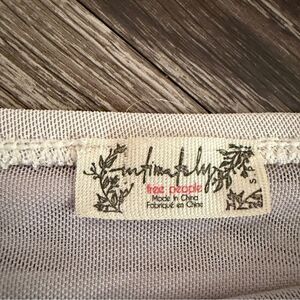 intimately
free people
Made in China
Fabriqué en Chine
S